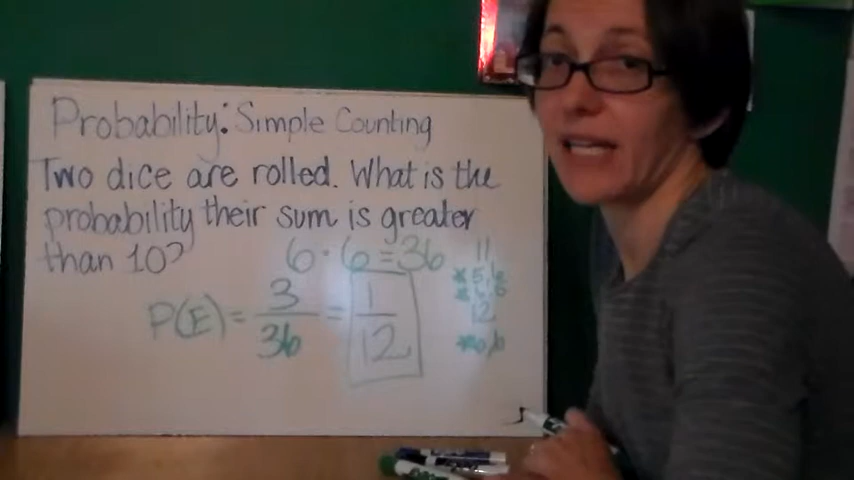 Probability: Simple Counting
Two dice are rolled. What is the
probability their sum is greater
than 10?
6 · 6 = 36
11
* 5,6
* 6,5
12
* 6,6
P(E) = 3/36 = 1/12